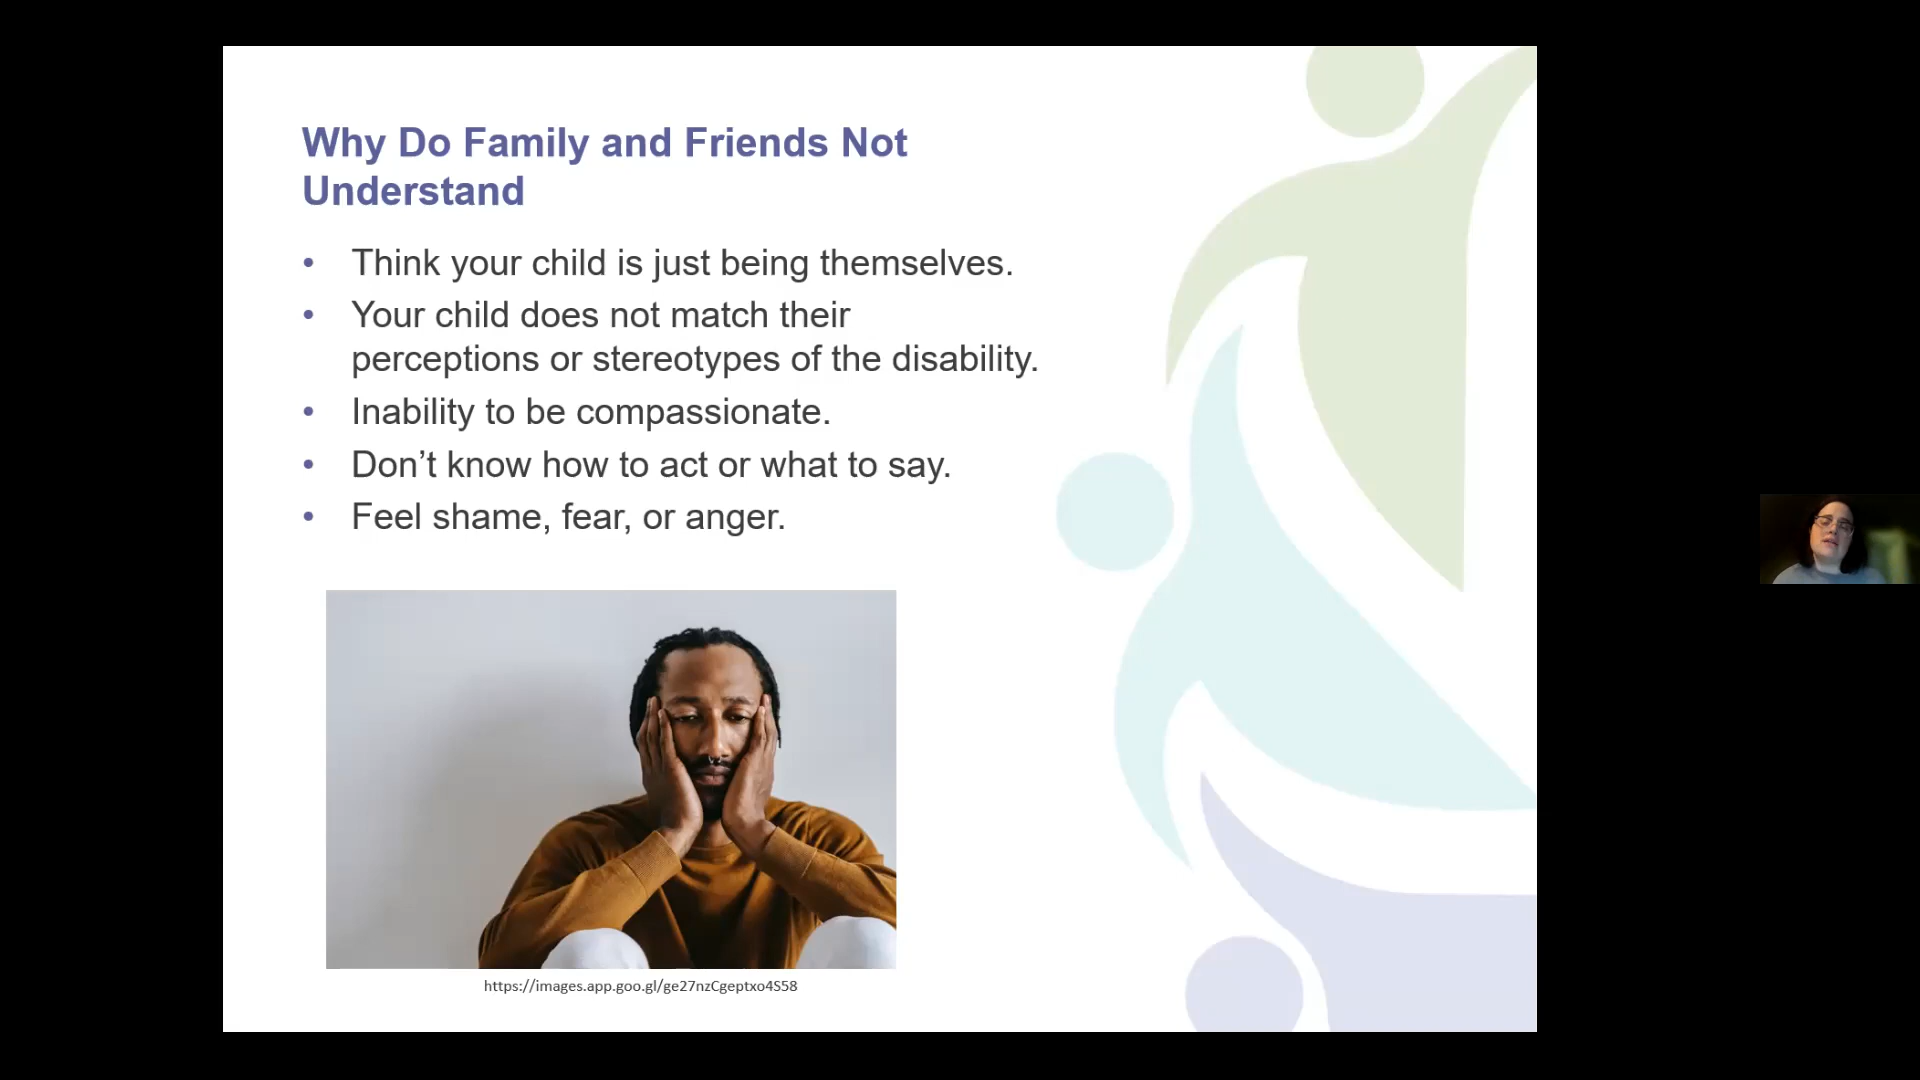 Why Do Family and Friends Not
Understand
• Think your child is just being themselves.
• Your child does not match their
perceptions or stereotypes of the disability.
• Inability to be compassionate.
• Don’t know how to act or what to say.
• Feel shame, fear, or anger.
https://images.app.goo.gl/ge27nzCgeptxo4S58